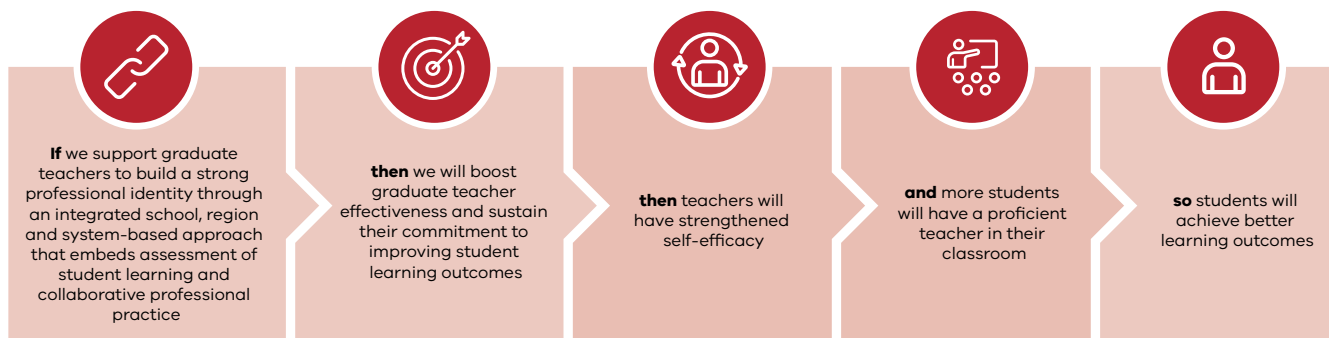 If we support graduate
teachers to build a strong
professional identity through
an integrated school, region
and system-based approach
that embeds assessment of
student learning and
collaborative professional
practice
then we will boost
graduate teacher
effectiveness and sustain
their commitment to
improving student
learning outcomes
then teachers will
have strengthened
self-efficacy
and more students
will have a proficient
teacher in their
classroom
so students will
achieve better
learning outcomes